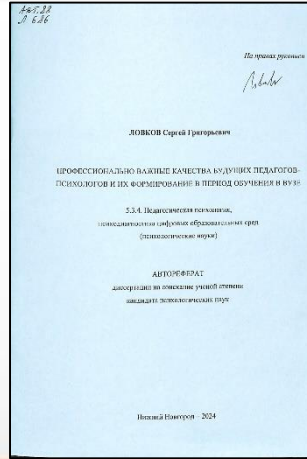 На правах рукописи
ЛОВКОВ Сергей Григорьевич
ПРОФЕССИОНАЛЬНО ВАЖНЫЕ КАЧЕСТВА БУДУЩИХ ПЕДАГОГОВ-
ПСИХОЛОГОВ И ИХ ФОРМИРОВАНИЕ В ПЕРИОД ОБУЧЕНИЯ В ВУЗЕ
5.3.4. Педагогическая психология,
психодиагностика цифровых образовательных сред
(психологические науки)
АВТОРЕФЕРАТ
диссертации на соискание ученой степени
кандидата психологических наук
Нижний Новгород – 2024